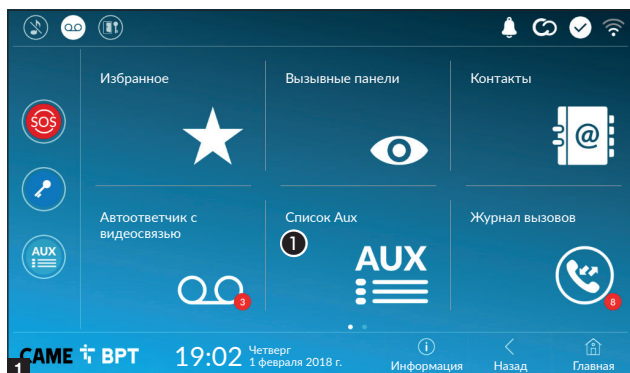 Избранное
Вызывные панели
Контакты
SOS
@
Автоответчик с
видеосвязью
Список Aux
Журнал вызовов
AUX
1
AUX
3
8
CAME BPT
19:02
Четверг
1 февраля 2018 г.
i
Информация
Назад
Главная
1